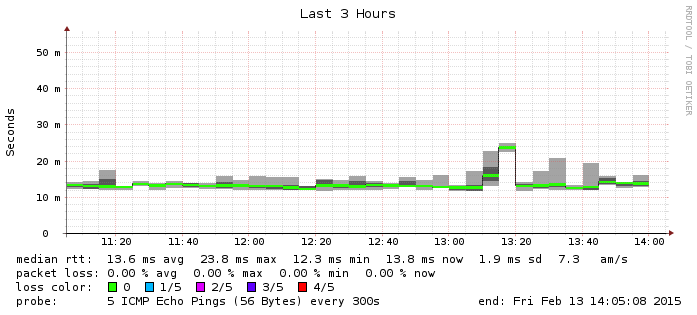 Last 3 Hours
RRDTOOL / TOBI OETIKER
Seconds
50 m
40 m
30 m
20 m
10 m
0
11:20 11:40 12:00 12:20 12:40 13:00 13:20 13:40 14:00
median rtt: 13.6 ms avg 23.8 ms max 12.3 ms min 13.8 ms now 1.9 ms sd 7.3 am/s
packet loss: 0.00 % avg 0.00 % max 0.00 % min 0.00 % now
loss color: 0 1/5 2/5 3/5 4/5
probe: 5 ICMP Echo Pings (56 Bytes) every 300s end: Fri Feb 13 14:05:08 2015